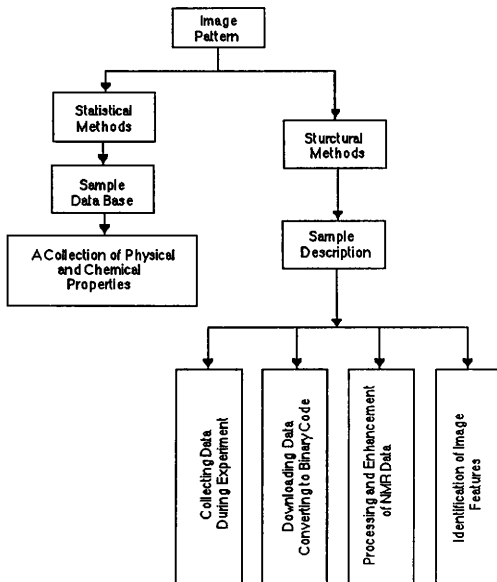 Image
Pattern
Statistical
Methods
Sturctural
Methods
Sample
Data Base
Sample
Description
A Collection of Physical
and Chemical
Properties
Collecting Data
During Experiment
Downloading Data
Converting to Binary Code
Processing and Enhancement
of NMR Data
Identification of Image
Features